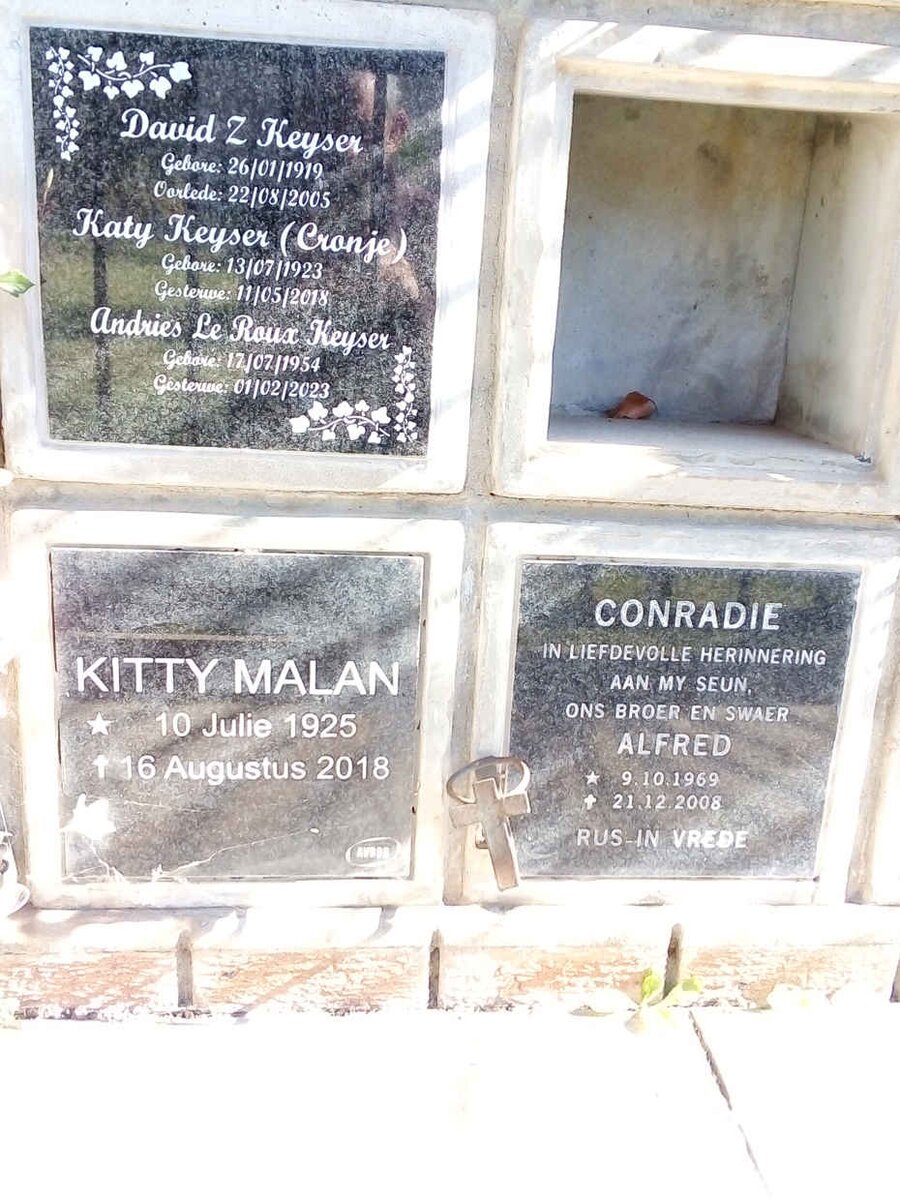 David Z Keyser
Gebore: 26/01/1919
Oorlede: 22/08/2005
Katy Keyser (Cronje)
Gebore: 13/07/1923
Gesterwe: 11/05/2018
Andries Le Roux Keyser
Gebore: 17/07/1954
Gesterwe: 01/02/2023
KITTY MALAN
10 Julie 1925
16 Augustus 2018
CONRADIE
IN LIEFDEVOLLE HERINNERING
AAN MY SEUN,
ONS BROER EN SWAER
ALFRED
9.10.1969
21.12.2008
RUS-IN VREDE